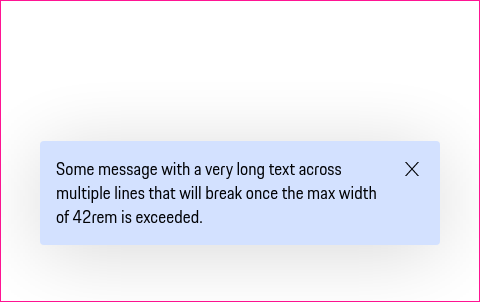 Some message with a very long text across
multiple lines that will break once the max width
of 42rem is exceeded.